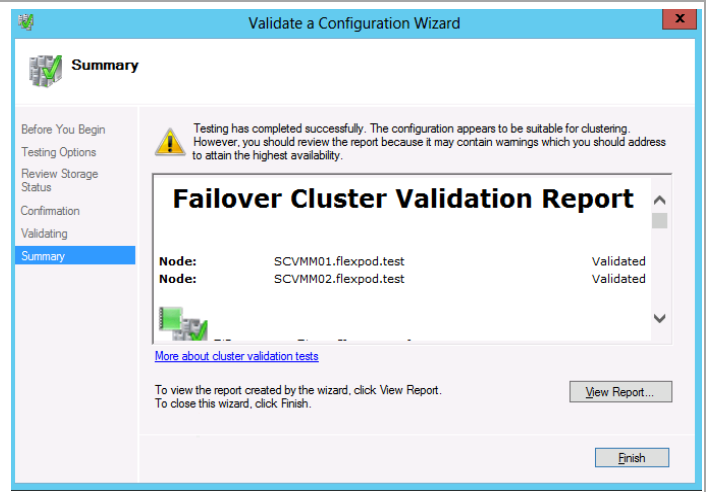 Validate a Configuration Wizard
X
Summary
Before You Begin
Testing Options
Review Storage
Status
Confirmation
Validating
Summary
Testing has completed successfully. The configuration appears to be suitable for clustering.
However, you should review the report because it may contain warnings which you should address
to attain the highest availability.
Failover Cluster Validation Report
Node: SCVMM01.flexpod.test Validated
Node: SCVMM02.flexpod.test Validated
More about cluster validation tests
To view the report created by the wizard, click View Report.
To close this wizard, click Finish.
View Report...
Finish